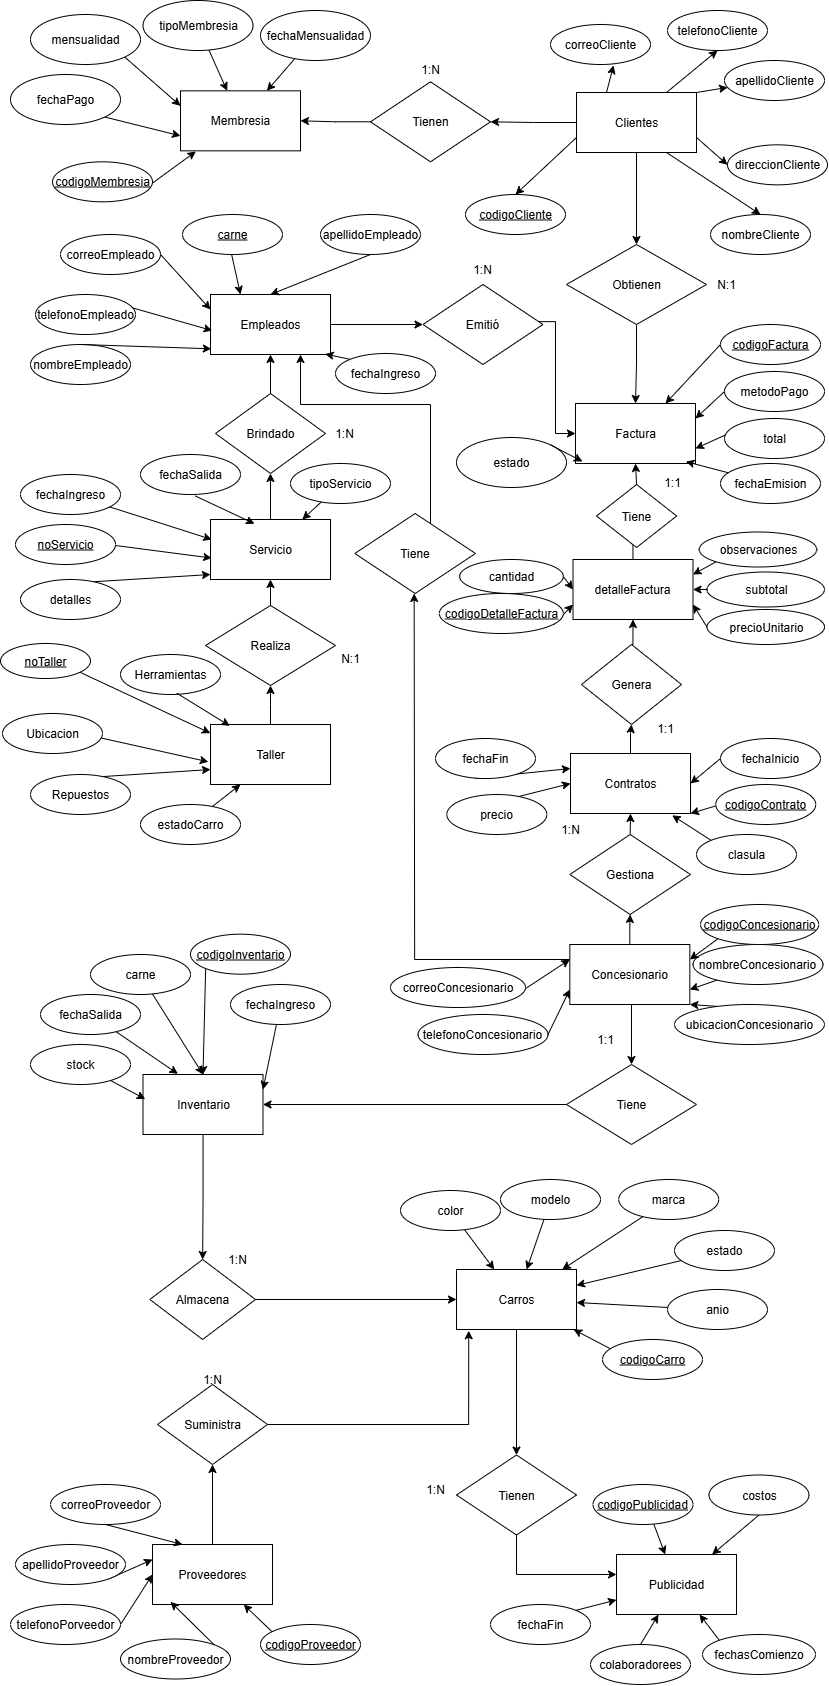 tipoMembresia
telefonoCliente
mensualidad
fechaMensualidad
correoCliente
1:N
apellidoCliente
fechaPago
Membresia
Tienen
Clientes
direccionCliente
codigoMembresia
codigoCliente
nombreCliente
carne
apellidoEmpleado
correoEmpleado
1:N
Obtienen
N:1
telefonoEmpleado
Empleados
Emitió
codigoFactura
nombreEmpleado
fechaIngreso
metodoPago
Brindado
1:N
Factura
total
estado
fechaSalida
tipoServicio
1:1
fechaEmision
fechaIngreso
Tiene
noServicio
Servicio
Tiene
observaciones
cantidad
detalleFactura
subtotal
detalles
codigoDetalleFactura
precioUnitario
Realiza
N:1
noTaller
Herramientas
Genera
Ubicacion
1:1
Taller
fechaFin
fechaInicio
Contratos
Repuestos
codigoContrato
precio
estadoCarro
1:N
clasula
Gestiona
codigoConcesionario
codigoInventario
nombreConcesionario
carne
Concesionario
correoConcesionario
fechaIngreso
fechaSalida
ubicacionConcesionario
telefonoConcesionario
1:1
stock
Inventario
Tiene
modelo
marca
color
estado
1:N
Almacena
Carros
anio
codigoCarro
1:N
Suministra
1:N
Tienen
costos
correoProveedor
codigoPublicidad
apellidoProveedor
Proveedores
Publicidad
telefonoPorveedor
fechaFin
codigoProveedor
fechasComienzo
nombreProveedor
colaboradorees